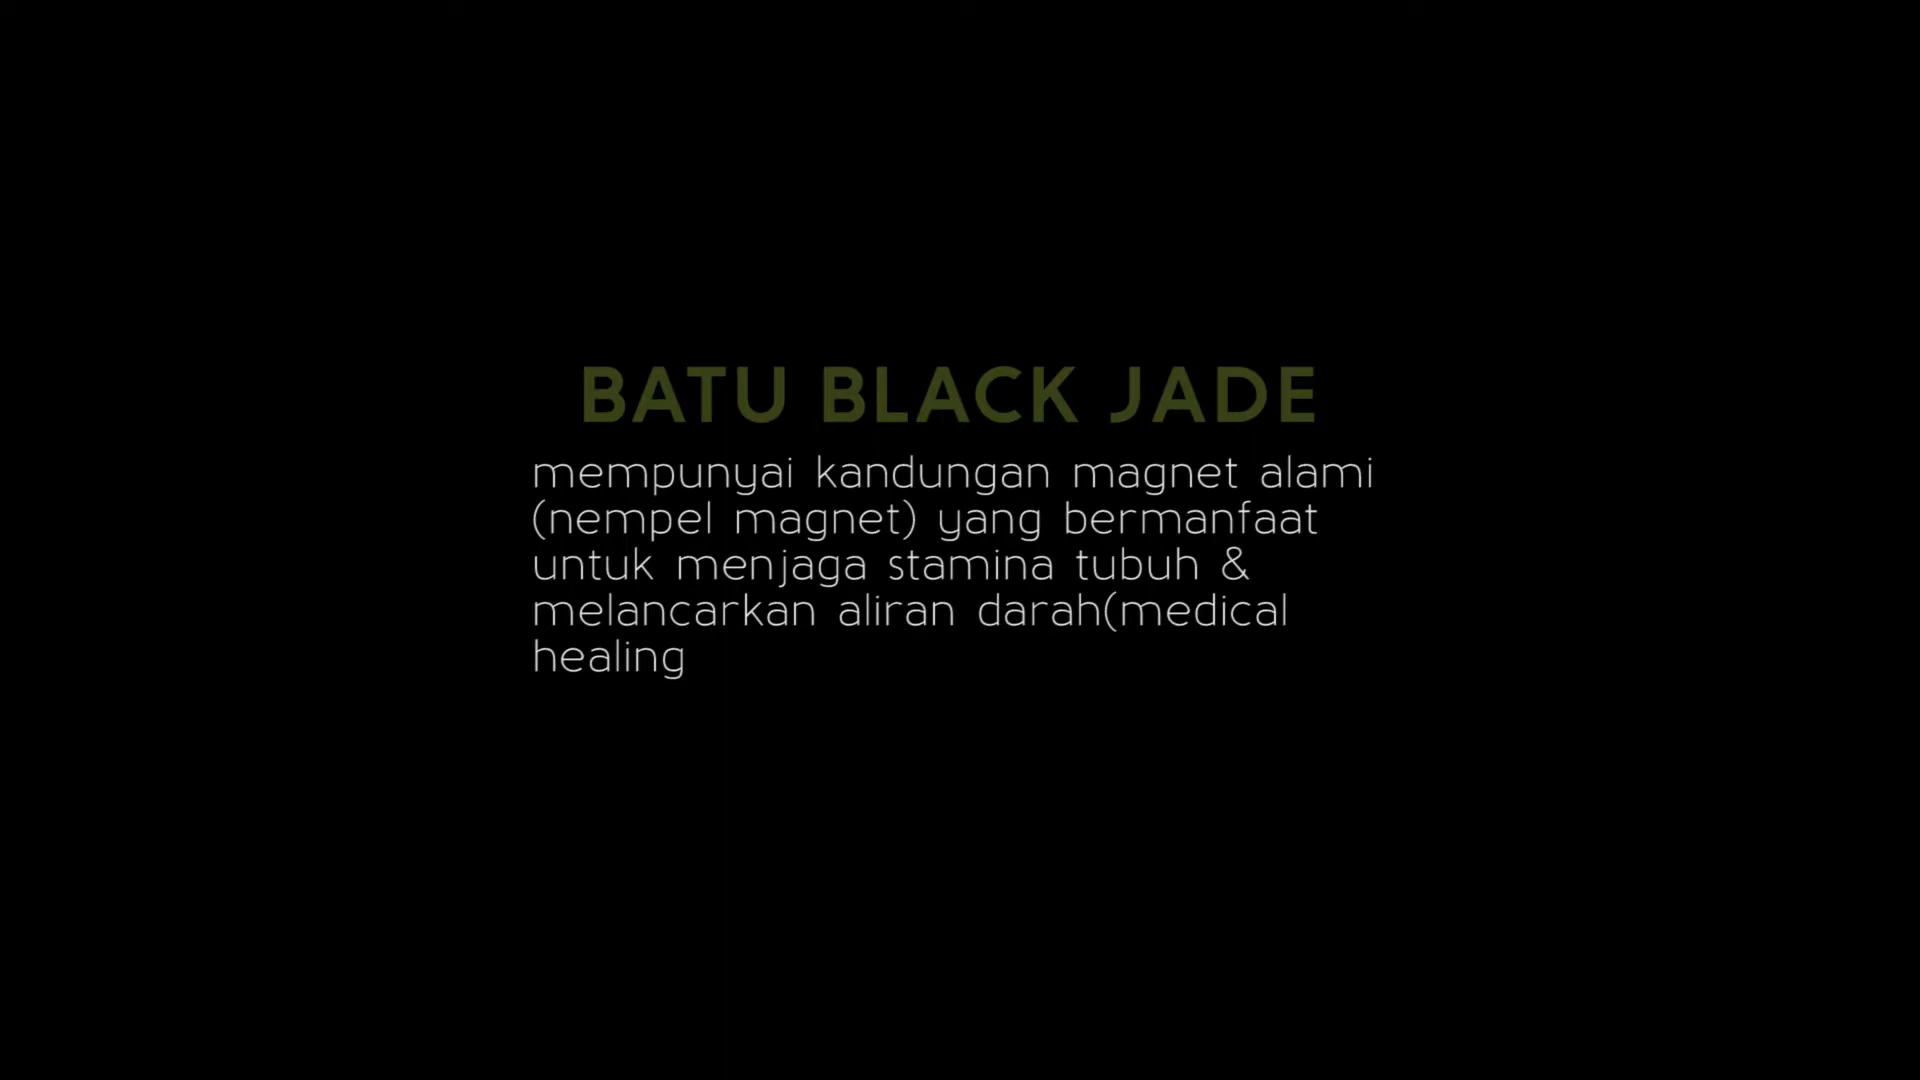 BATU BLACK JADE
mempunyai kandungan magnet alami
(nempel magnet) yang bermanfaat
untuk menjaga stamina tubuh &
melancarkan aliran darah(medical
healing